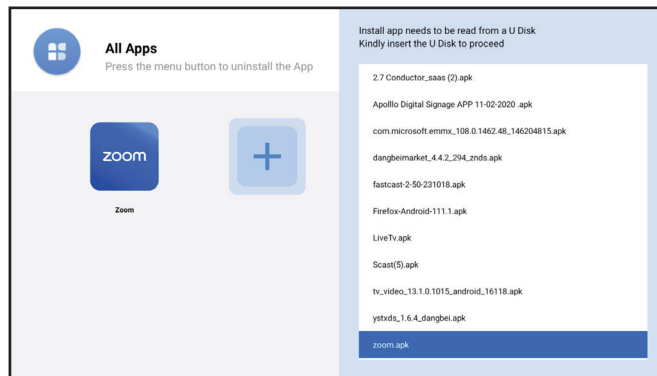 All Apps
Press the menu button to uninstall the App
zoom
Zoom
Install app needs to be read from a U Disk
Kindly insert the U Disk to proceed
2.7 Conductor_saas (2).apk
Apolllo Digital Signage APP 11-02-2020 .apk
com.microsoft.emmx_108.0.1462.48_146204815.apk
dangbeimarket_4.4.2_294_znds.apk
fastcast-2-50-231018.apk
Firefox-Android-111.1.apk
LiveTv.apk
Scast(5).apk
tv_video_13.1.0.1015_android_16118.apk
ystxds_1.6.4_dangbei.apk
zoom.apk